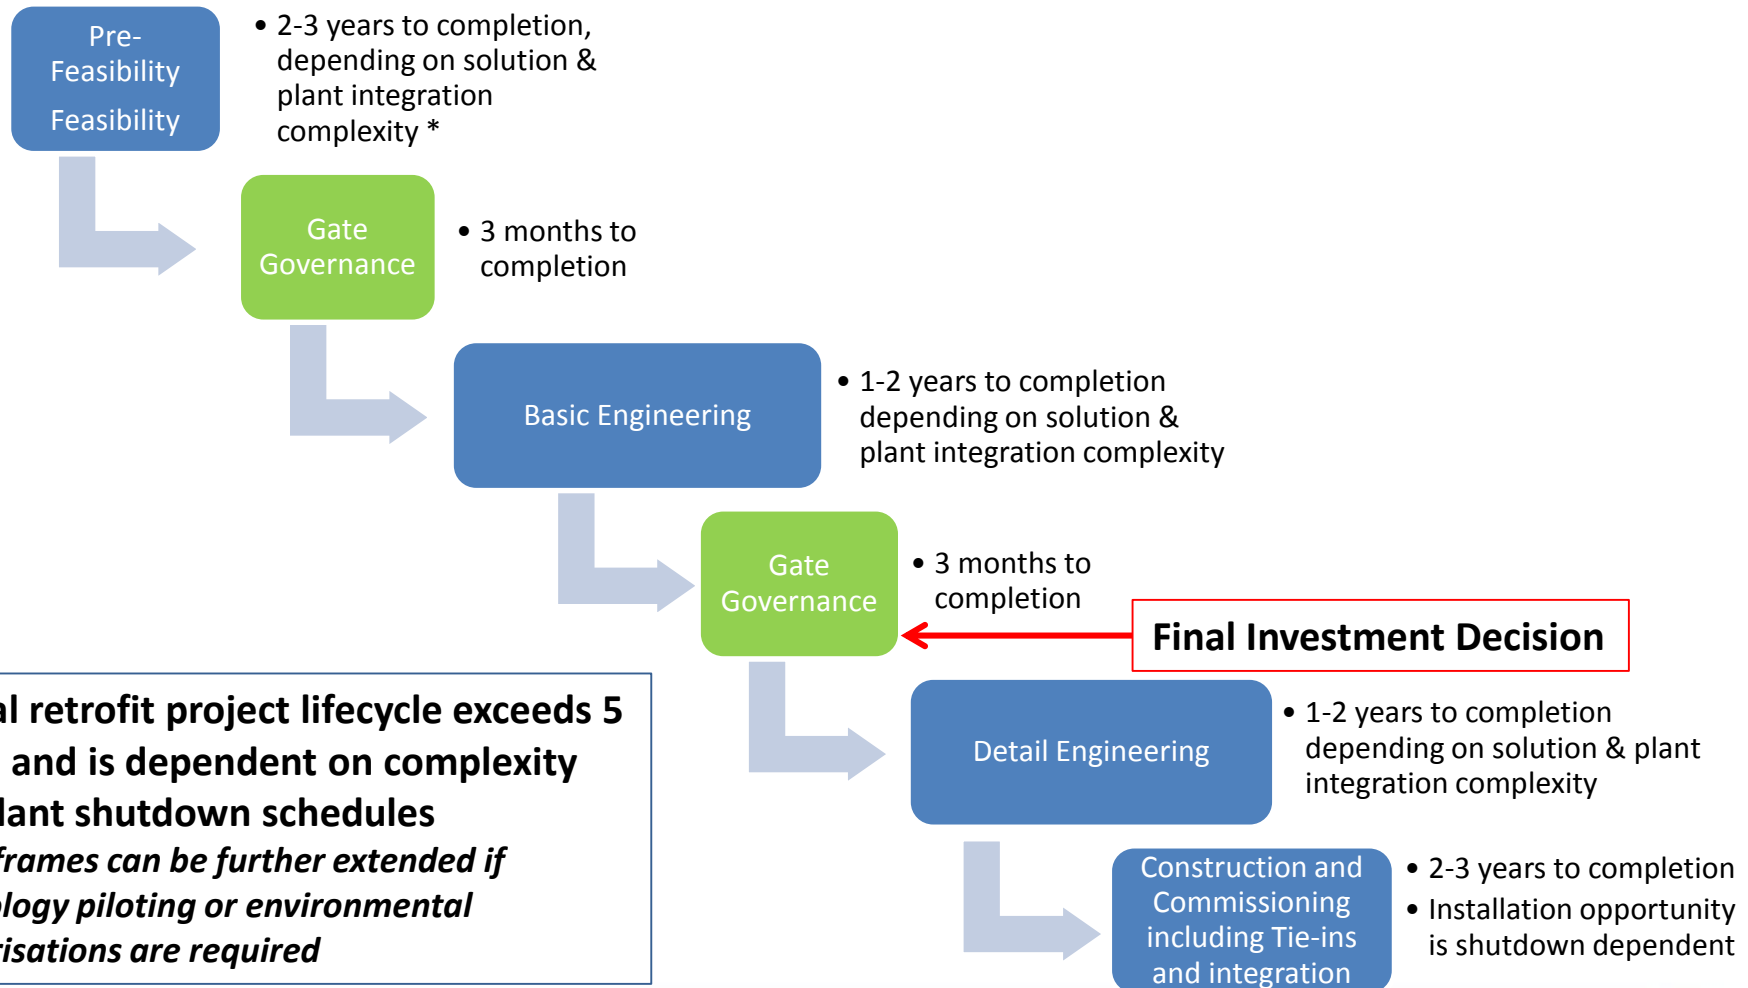 Pre-
Feasibility
Feasibility
• 2-3 years to completion,
depending on solution &
plant integration
complexity *
Gate
Governance
• 3 months to
completion
Basic Engineering
• 1-2 years to completion
depending on solution &
plant integration complexity
Gate
Governance
• 3 months to
completion
Final Investment Decision
al retrofit project lifecycle exceeds 5
and is dependent on complexity
lant shutdown schedules
frames can be further extended if
ology piloting or environmental
risations are required
Detail Engineering
• 1-2 years to completion
depending on solution & plant
integration complexity
Construction and
Commissioning
including Tie-ins
and integration
• 2-3 years to completion
• Installation opportunity
is shutdown dependent